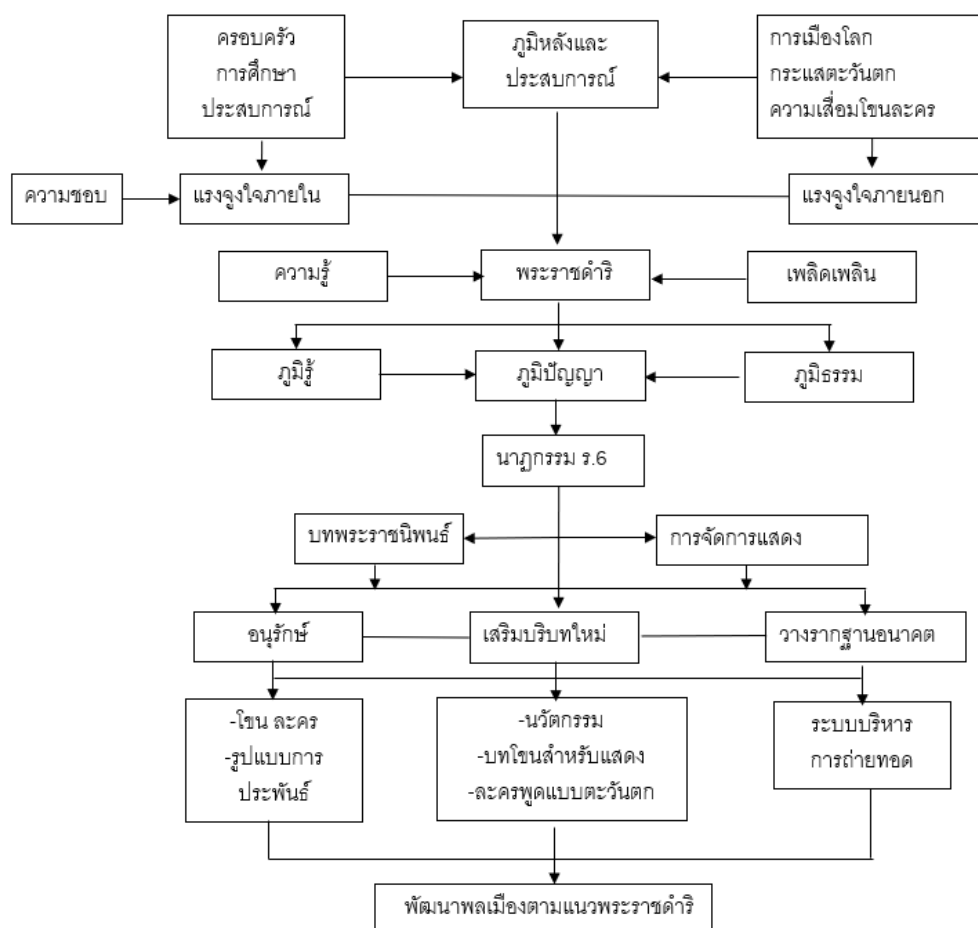 ครอบครัว
การศึกษา
ประสบการณ์
ภูมิหลังและ
ประสบการณ์
การเมืองโลก
กระแสตะวันตก
ความเสื่อมโขนละคร
ความชอบ
แรงจูงใจภายใน
แรงจูงใจภายนอก
ความรู้
พระราชดำริ
เพลิดเพลิน
ภูมิรู้
ภูมิปัญญา
ภูมิธรรม
นาฏกรรม ร.6
บทพระราชนิพนธ์
การจัดการแสดง
อนุรักษ์
เสริมบริบทใหม่
วางรากฐานอนาคต
-โขน ละคร
-รูปแบบการ
ประพันธ์
-นวัตกรรม
-บทโขนสำหรับแสดง
-ละครพูดแบบตะวันตก
ระบบบริหาร
การถ่ายทอด
พัฒนาพลเมืองตามแนวพระราชดำริ